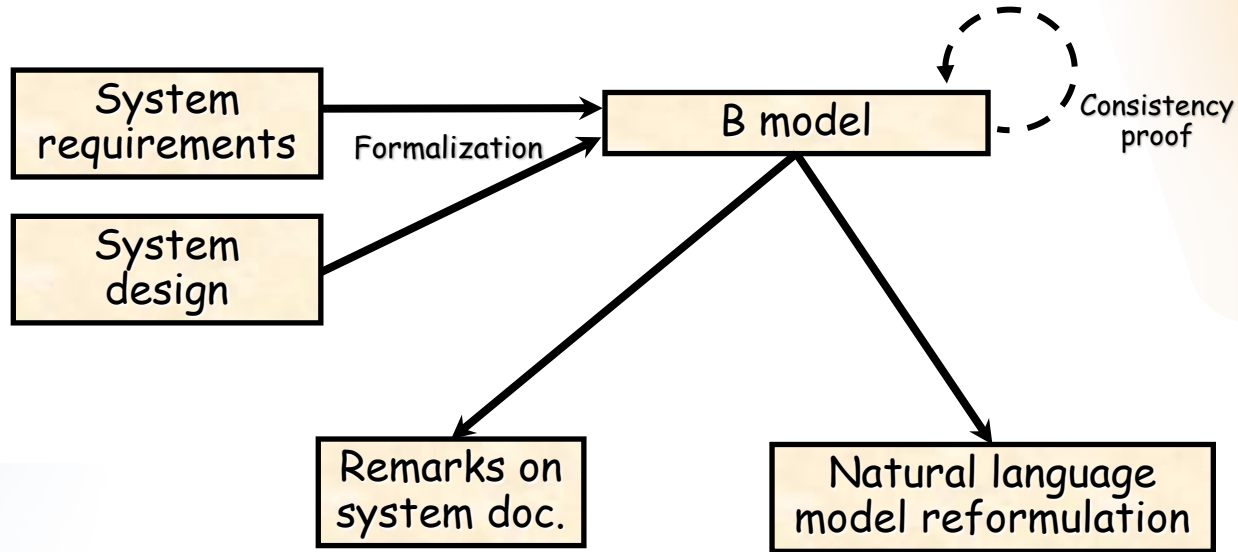 System
requirements
Formalization
B model
Consistency
proof
System
design
Remarks on
system doc.
Natural language
model reformulation